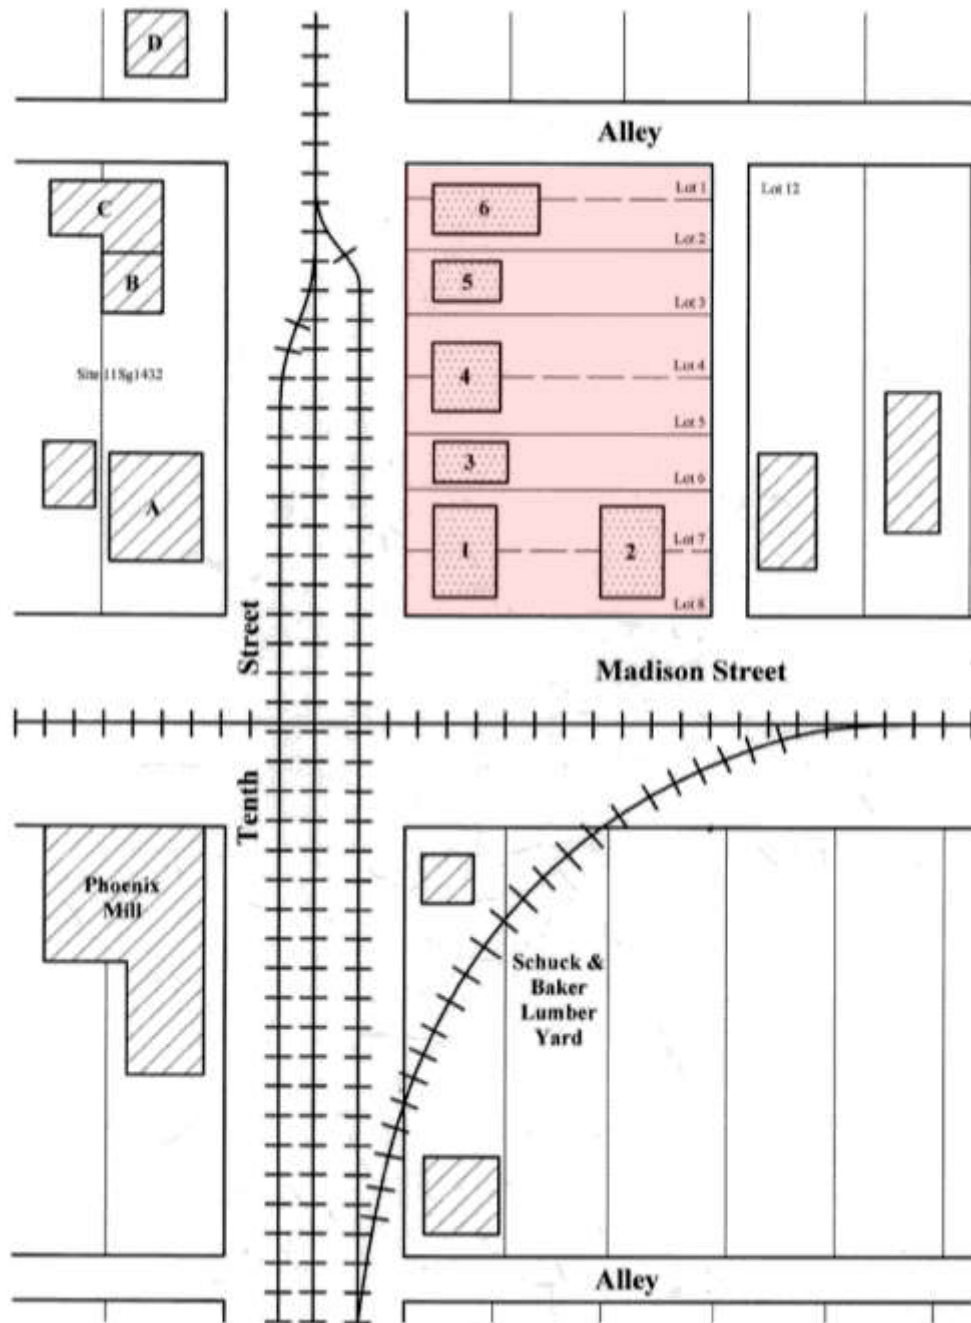 D
Alley
Lot 1
Lot 12
C
6
Lot 2
B
5
Lot 3
Site 11Sg1432
4
Lot 4
Lot 5
3
Lot 6
A
1
2
Lot 7
Lot 8
Street
Madison Street
Tenth
Phoenix
Mill
Schuck &
Baker
Lumber
Yard
Alley